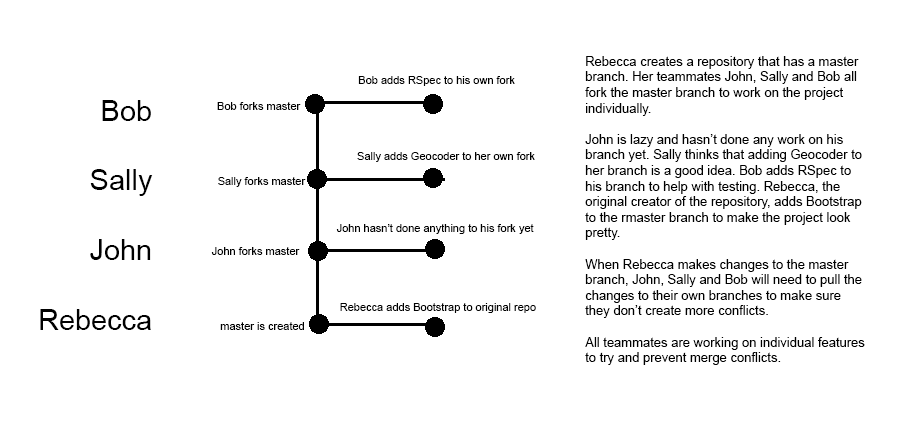 Bob adds RSpec to his own fork
Bob
Bob forks master
Sally adds Geocoder to her own fork
Sally
Sally forks master
John hasn't done anything to his fork yet
John
John forks master
Rebecca adds Bootstrap to original repo
Rebecca
master is created
Rebecca creates a repository that has a master
branch. Her teammates John, Sally and Bob all
fork the master branch to work on the project
individually.
John is lazy and hasn't done any work on his
branch yet. Sally thinks that adding Geocoder to
her branch is a good idea. Bob adds RSpec to
his branch to help with testing. Rebecca, the
original creator of the repository, adds Bootstrap
to the rmaster branch to make the project look
pretty.
When Rebecca makes changes to the master
branch, John, Sally and Bob will need to pull the
changes to their own branches to make sure
they don't create more conflicts.
All teammates are working on individual features
to try and prevent merge conflicts.